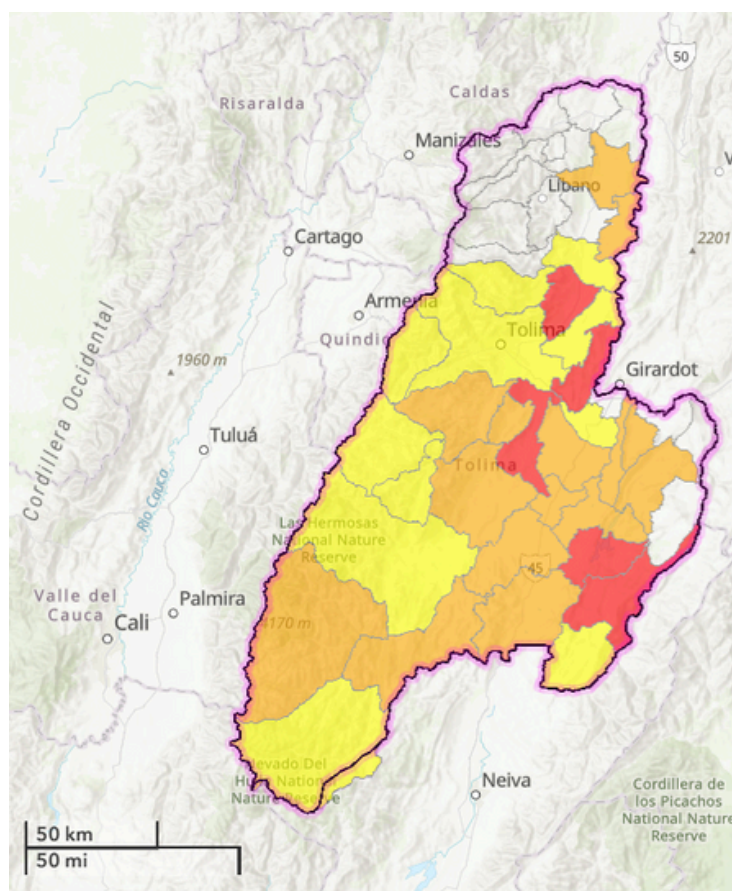 50
Risaralda
Caldas
Manizales
V
Líbano
Cartago
2201
Armenia
Quindío
Tolima
1960 m
Girardot
Cordillera Occidental
Tuluá
Tolima
Río Cauca
Las Hermosas
National Nature
Reserve
45
Valle del
Cauca
Palmira
4170 m
Cali
Nevado Del
Huila National
Nature Reserve
Neiva
Cordillera de
los Picachos
National Nature
Reserve
50 km
50 mi